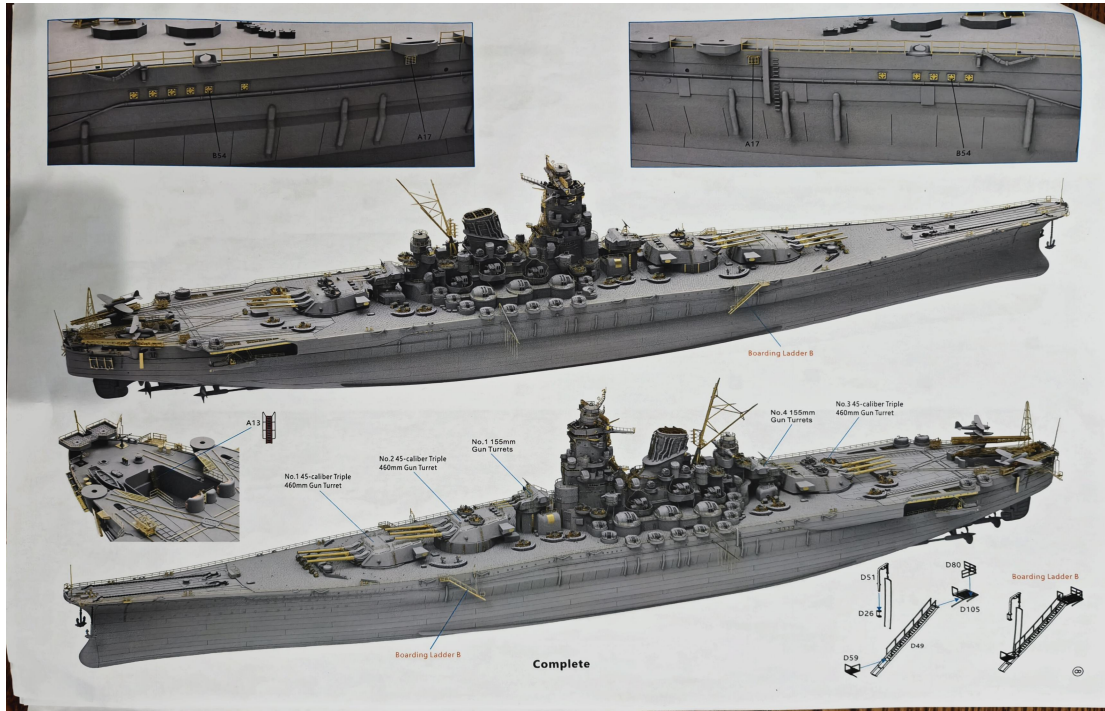 B54
A17
A17
B54
Boarding Ladder B
A13
No.1 45-caliber Triple
460mm Gun Turret
No.2 45-caliber Triple
460mm Gun Turret
No.1 155mm
Gun Turrets
No.4 155mm
Gun Turrets
No.3 45-caliber Triple
460mm Gun Turret
Boarding Ladder B
Complete
D51
D26
D59
D49
D80
D105
Boarding Ladder B
8